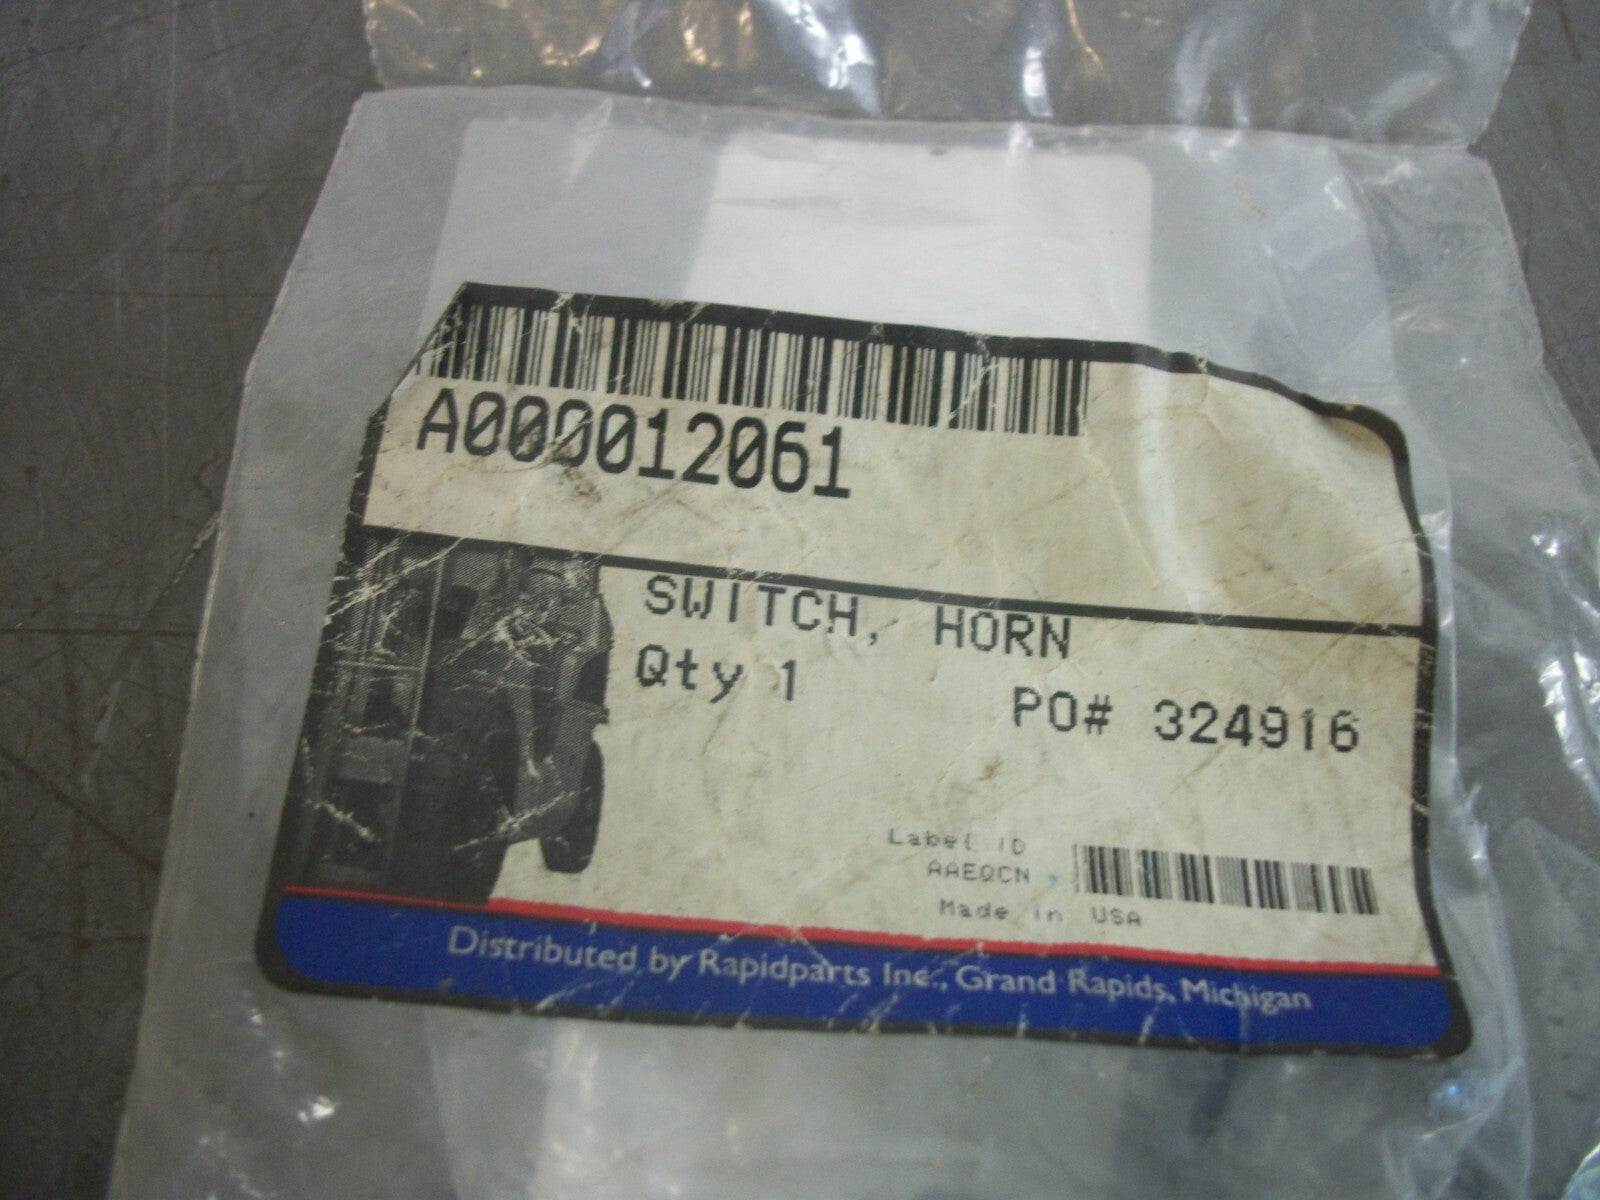 A000012061
SWITCH, HORN
Qty 1
PO# 324916
Label ID
AAEQCN
Made in USA
Distributed by Rapidparts Inc., Grand Rapids, Michigan